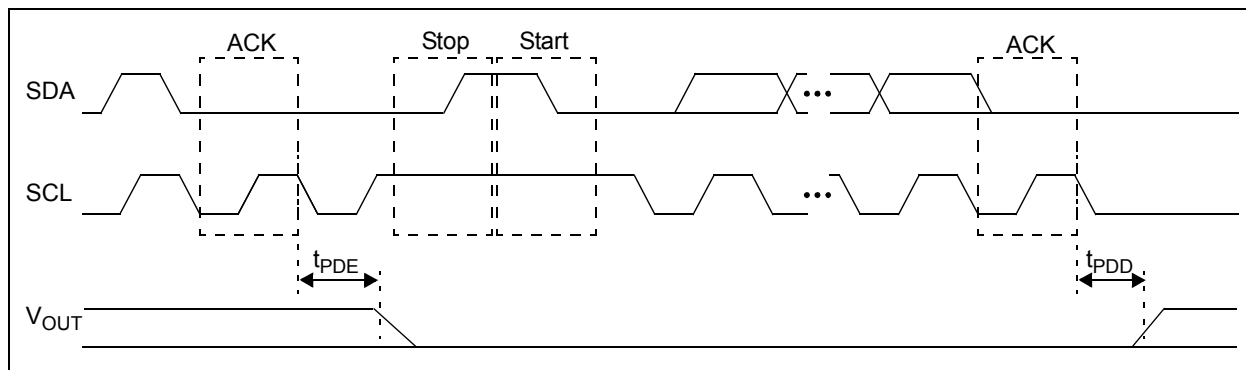 ACK Stop Start ACK
SDA •••
SCL •••
tPDE tPDD
VOUT